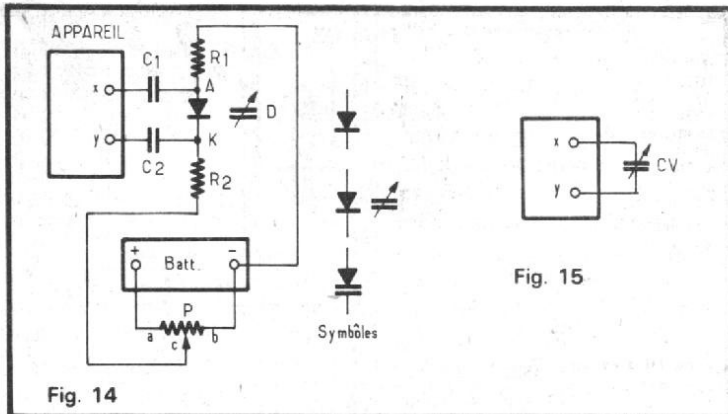 APPAREIL
C1
R1
x
A
D
y
K
C2
R2
+
Batt.
-
P
a
c
b
Fig. 14
Symbôles
x
CV
y
Fig. 15